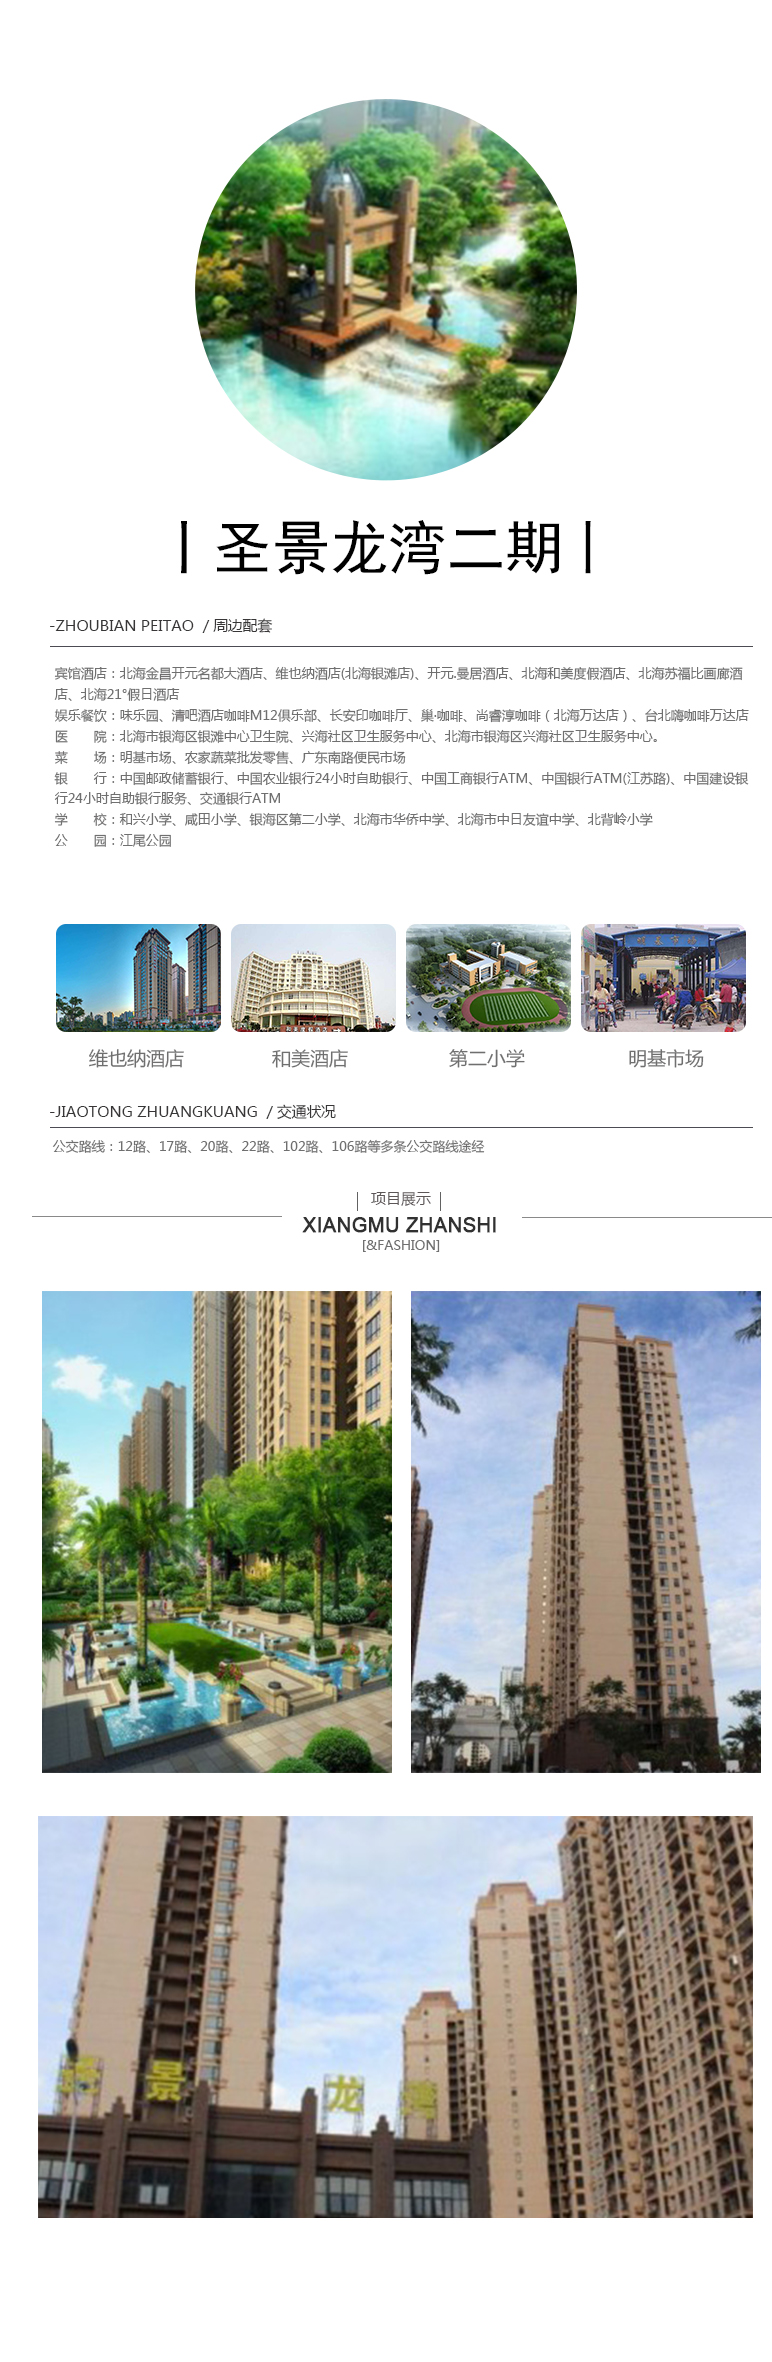 圣景龙湾二期
-ZHOUBIAN PEITAO / 周边配套
宾馆酒店：北海金昌开元名都大酒店、维也纳酒店(北海银滩店)、开元.曼居酒店、北海和美度假酒店、北海苏福比画廊酒
店、北海21°假日酒店
娱乐餐饮：味乐园、清吧酒店咖啡M12俱乐部、长安印咖啡厅、巢·咖啡、尚睿淳咖啡（北海万达店）、台北嗨咖啡万达店
医　　院：北海市银海区银滩中心卫生院、兴海社区卫生服务中心、北海市银海区兴海社区卫生服务中心。
菜　　场：明基市场、农家蔬菜批发零售、广东南路便民市场
银　　行：中国邮政储蓄银行、中国农业银行24小时自助银行、中国工商银行ATM、中国银行ATM(江苏路)、中国建设银
行24小时自助银行服务、交通银行ATM
学　　校：和兴小学、咸田小学、银海区第二小学、北海市华侨中学、北海市中日友谊中学、北背岭小学
公　　园：江尾公园
维也纳酒店 和美酒店 第二小学 明基市场
-JIAOTONG ZHUANGKUANG / 交通状况
公交路线：12路、17路、20路、22路、102路、106路等多条公交路线途经
项目展示
XIANGMU ZHANSHI
[&FASHION]
圣 景 龙 湾